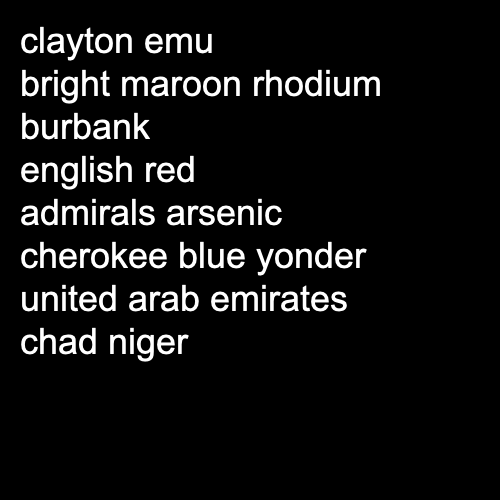 clayton emu
bright maroon rhodium
burbank
english red
admirals arsenic
cherokee blue yonder
united arab emirates
chad niger